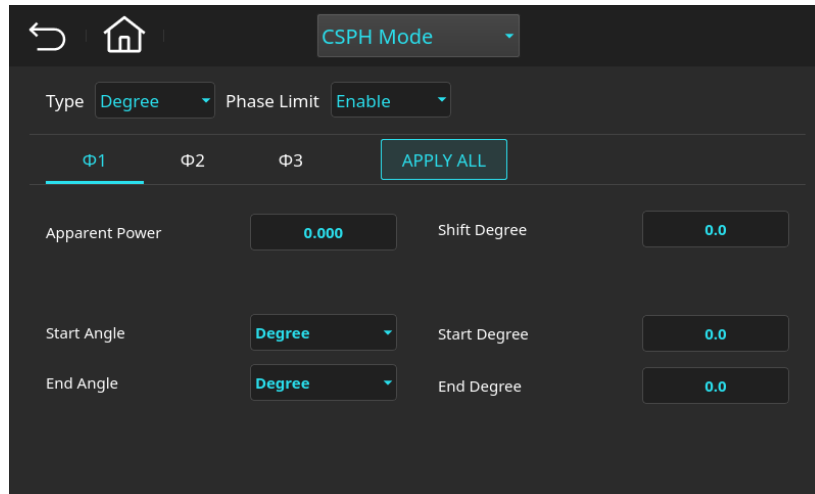 CSPH Mode
Type Degree Phase Limit Enable
Φ1 Φ2 Φ3 APPLY ALL
Apparent Power 0.000 Shift Degree 0.0
Start Angle Degree Start Degree 0.0
End Angle Degree End Degree 0.0